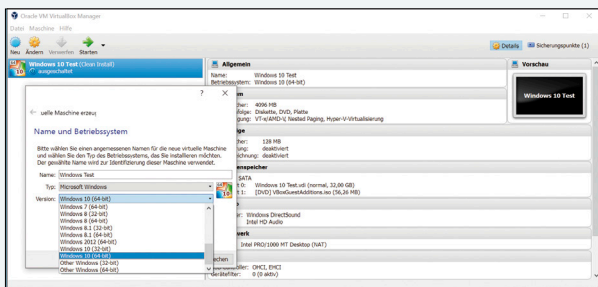 Oracle VM VirtualBox Manager
Datei Maschine Hilfe
Neu Ändern Verwerfen Starten
Details Sicherungspunkte (1)
Windows 10 Test (Clean Install)
ausgeschaltet
Allgemein
Name: Windows 10 Test
Betriebssystem: Windows 10 (64-bit)
Vorschau
Windows 10 Test
4096 MB
Diskette, DVD, Platte
VT-x/AMD-V, Nested Paging, Hyper-V-Virtualisierung
128 MB
deaktiviert
deaktiviert
SATA
Windows 10 Test.vdi (normal, 32,00 GB)
[DVD] VBoxGuestAdditions.iso (56,26 MB)
Windows DirectSound
Intel HD Audio
Intel PRO/1000 MT Desktop (NAT)
OHCI, EHCI
Gerätefilter: 0 (0 aktiv)
? ×
uelle Maschine erzeug
Name und Betriebssystem
Bitte wählen Sie einen angemessenen Namen für die neue virtuelle Maschine
und wählen Sie den Typ des Betriebssystems, das Sie installieren möchten.
Der gewählte Name wird zur Identifizierung dieser Maschine verwendet.
Name: Windows Test
Typ: Microsoft Windows
Version: Windows 10 (64-bit)
Windows 7 (64-bit)
Windows 8 (32-bit)
Windows 8 (64-bit)
Windows 8.1 (32-bit)
Windows 8.1 (64-bit)
Windows 2012 (64-bit)
Windows 10 (32-bit)
Windows 10 (64-bit)
Other Windows (32-bit)
Other Windows (64-bit)